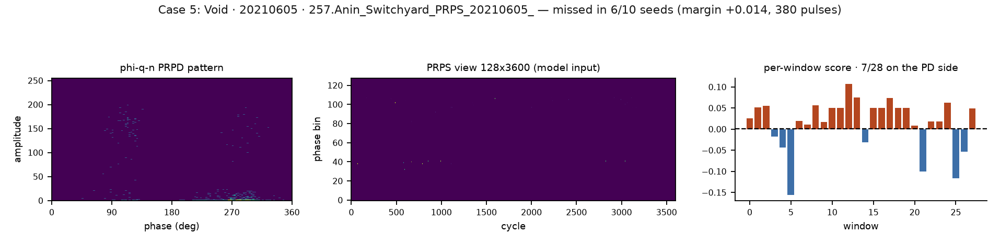 Case 5: Void · 20210605 · 257.Anin_Switchyard_PRPS_20210605_ — missed in 6/10 seeds (margin +0.014, 380 pulses)
phi-q-n PRPD pattern
amplitude
250
200
150
100
50
0
0 90 180 270 360
phase (deg)
PRPS view 128x3600 (model input)
phase bin
120
100
80
60
40
20
0
0 500 1000 1500 2000 2500 3000 3500
cycle
per-window score · 7/28 on the PD side
0.10
0.05
0.00
−0.05
−0.10
−0.15
0 5 10 15 20 25
window